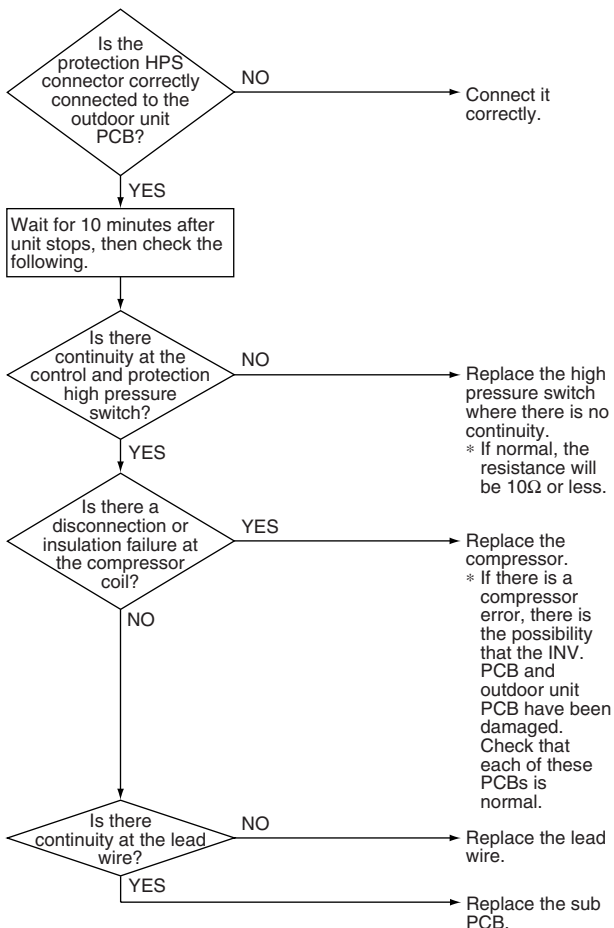 Is the
protection HPS
connector correctly
connected to the
outdoor unit
PCB?
NO
Connect it
correctly.
YES
Wait for 10 minutes after
unit stops, then check the
following.
Is there
continuity at the
control and protection
high pressure
switch?
NO
Replace the high
pressure switch
where there is no
continuity.
* If normal, the
resistance will
be 10Ω or less.
YES
Is there a
disconnection or
insulation failure at
the compressor
coil?
YES
Replace the
compressor.
* If there is a
compressor
error, there is
the possibility
that the INV.
PCB and
outdoor unit
PCB have been
damaged.
Check that
each of these
PCBs is
normal.
NO
Is there
continuity at the lead
wire?
NO
Replace the lead
wire.
YES
Replace the sub
PCB.